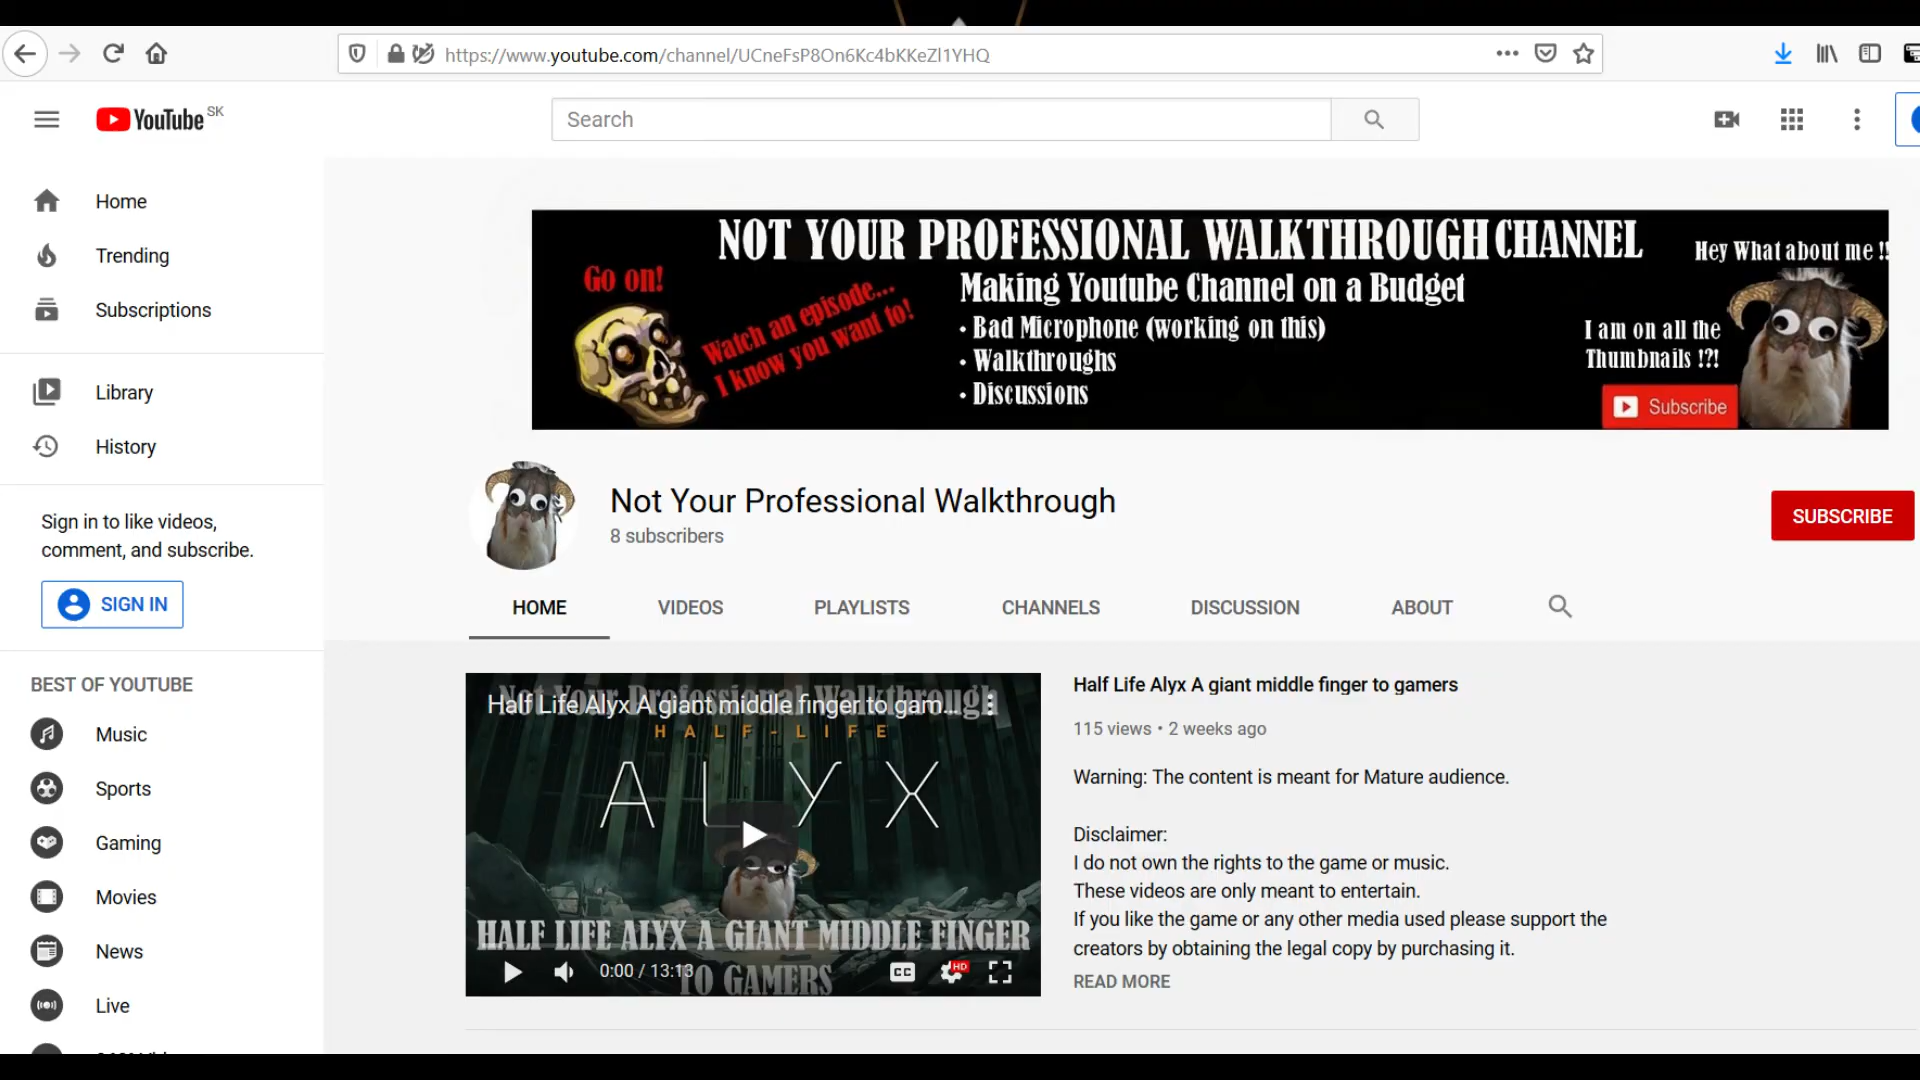 https://www.youtube.com/channel/UCneFsP8On6Kc4bKKeZl1YHQ
YouTube SK
Search
Home
Trending
Subscriptions
Library
History
Sign in to like videos,
comment, and subscribe.
SIGN IN
BEST OF YOUTUBE
Music
Sports
Gaming
Movies
News
Live
NOT YOUR PROFESSIONAL WALKTHROUGH CHANNEL
Go on!
Watch an episode...
I know you want to!
Making Youtube Channel on a Budget
• Bad Microphone (working on this)
• Walkthroughs
• Discussions
Hey What about me !!
I am on all the
Thumbnails !?!
Subscribe
Not Your Professional Walkthrough
8 subscribers
SUBSCRIBE
HOME
VIDEOS
PLAYLISTS
CHANNELS
DISCUSSION
ABOUT
Not Your Professional Walkthrough
Half Life Alyx A giant middle finger to gam...
HALF-LIFE
ALYX
HALF LIFE ALYX A GIANT MIDDLE FINGER
TO GAMERS
0:00 / 13:13
CC
HD
Half Life Alyx A giant middle finger to gamers
115 views • 2 weeks ago
Warning: The content is meant for Mature audience.
Disclaimer:
I do not own the rights to the game or music.
These videos are only meant to entertain.
If you like the game or any other media used please support the
creators by obtaining the legal copy by purchasing it.
READ MORE